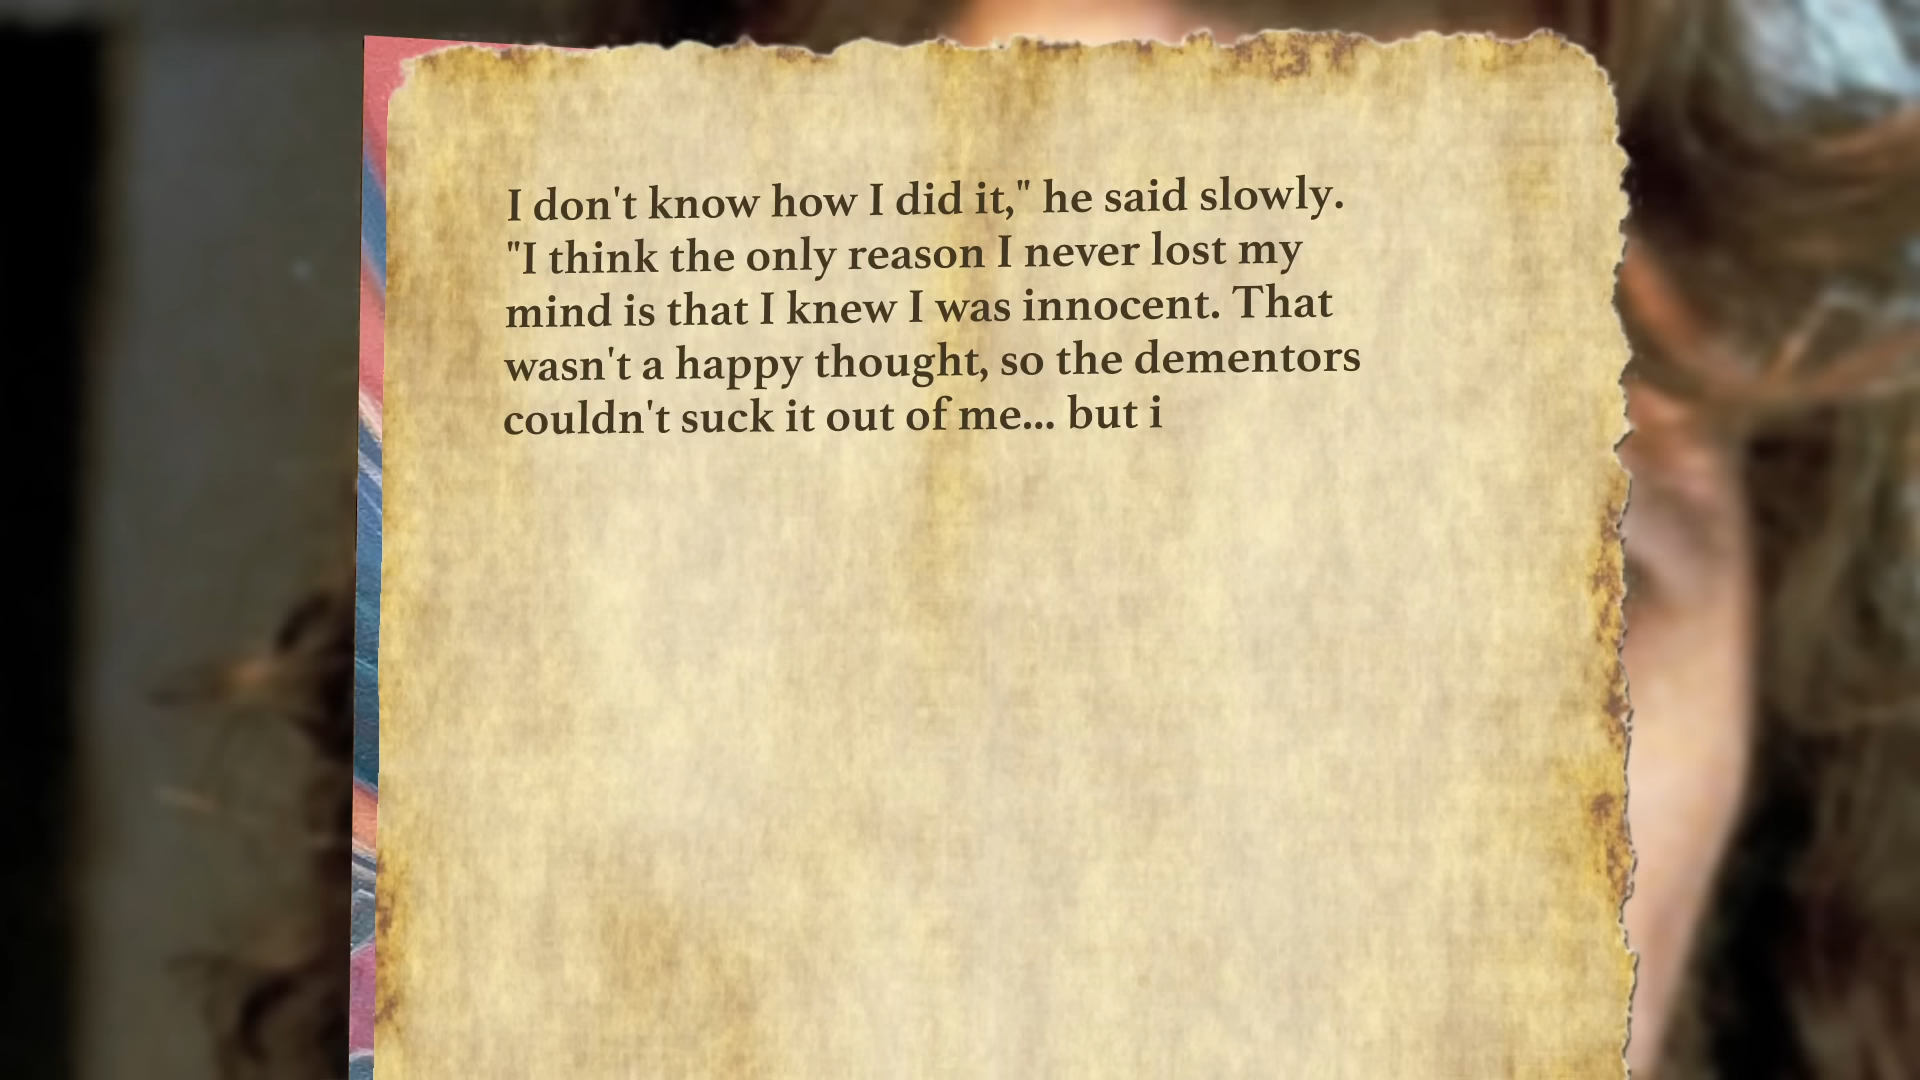 I don't know how I did it," he said slowly.
"I think the only reason I never lost my
mind is that I knew I was innocent. That
wasn't a happy thought, so the dementors
couldn't suck it out of me... but i